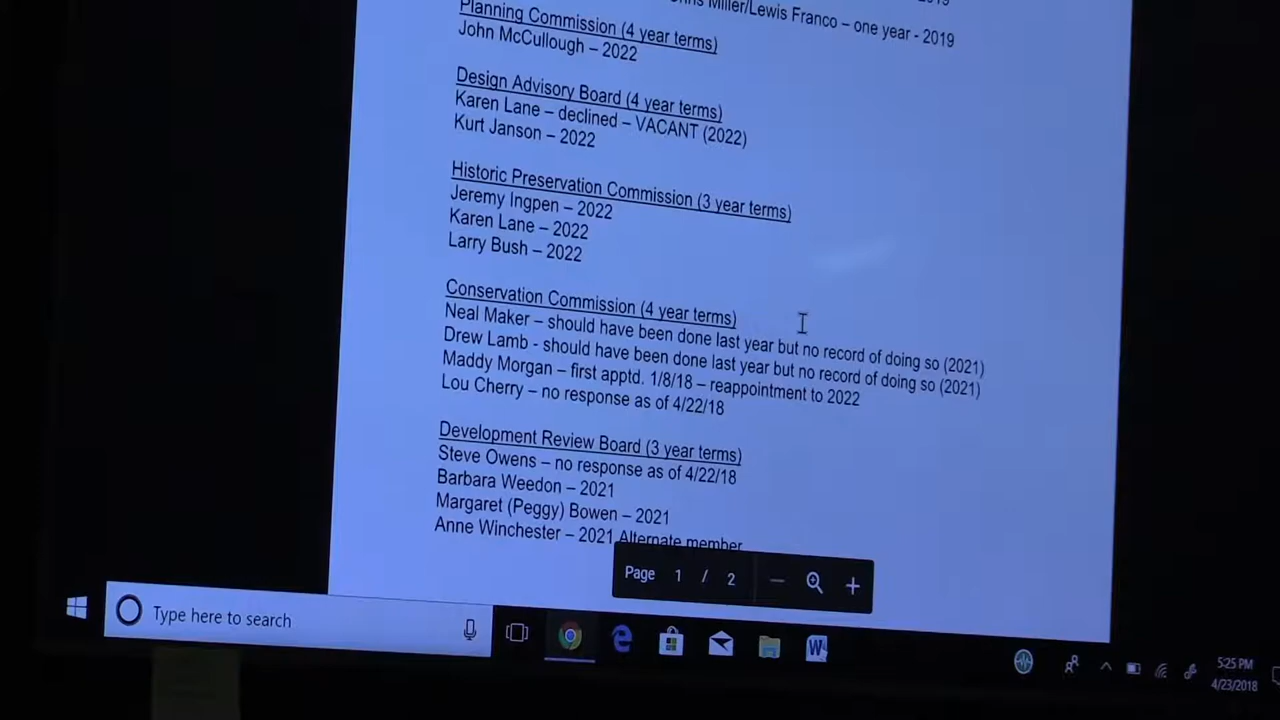 Miller/Lewis Franco – one year - 2019
Planning Commission (4 year terms)
John McCullough – 2022
Design Advisory Board (4 year terms)
Karen Lane – declined – VACANT (2022)
Kurt Janson – 2022
Historic Preservation Commission (3 year terms)
Jeremy Ingpen – 2022
Karen Lane – 2022
Larry Bush – 2022
Conservation Commission (4 year terms)
Neal Maker – should have been done last year but no record of doing so (2021)
Drew Lamb - should have been done last year but no record of doing so (2021)
Maddy Morgan – first apptd. 1/8/18 – reappointment to 2022
Lou Cherry – no response as of 4/22/18
Development Review Board (3 year terms)
Steve Owens – no response as of 4/22/18
Barbara Weedon – 2021
Margaret (Peggy) Bowen – 2021
Anne Winchester – 2021 Alternate member
Page 1 / 2
Type here to search
5:25 PM
4/23/2018